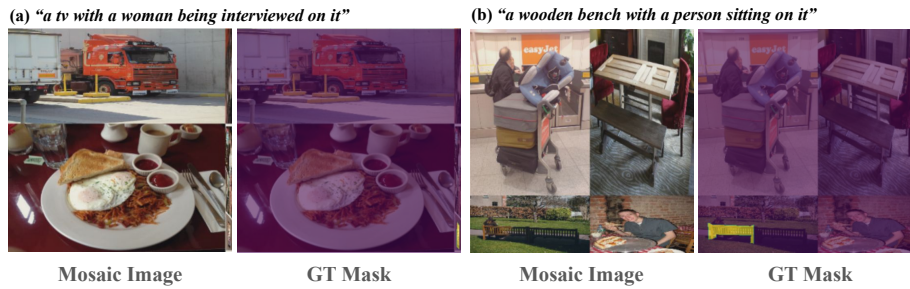 (a) "a tv with a woman being interviewed on it"
(b) "a wooden bench with a person sitting on it"
easyJet
easyJet
Mosaic Image
GT Mask
Mosaic Image
GT Mask